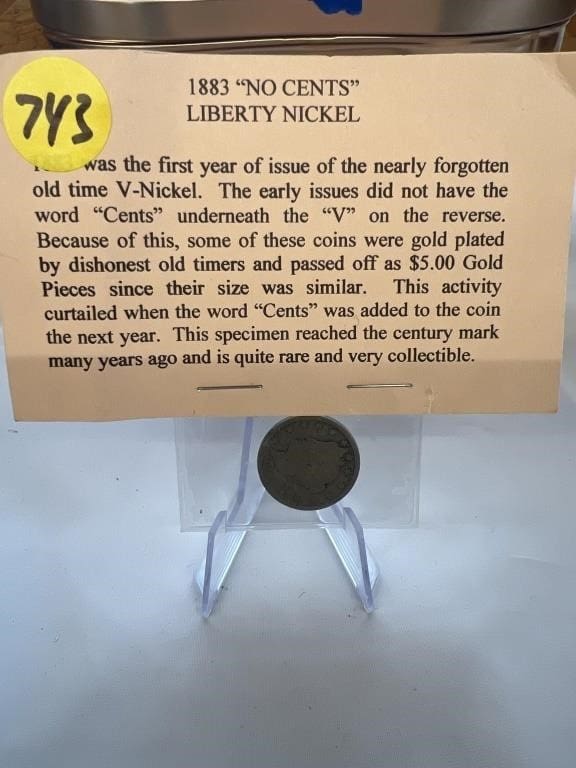 743
1883 “NO CENTS”
LIBERTY NICKEL
was the first year of issue of the nearly forgotten
old time V-Nickel. The early issues did not have the
word “Cents” underneath the “V” on the reverse.
Because of this, some of these coins were gold plated
by dishonest old timers and passed off as $5.00 Gold
Pieces since their size was similar. This activity
curtailed when the word “Cents” was added to the coin
the next year. This specimen reached the century mark
many years ago and is quite rare and very collectible.